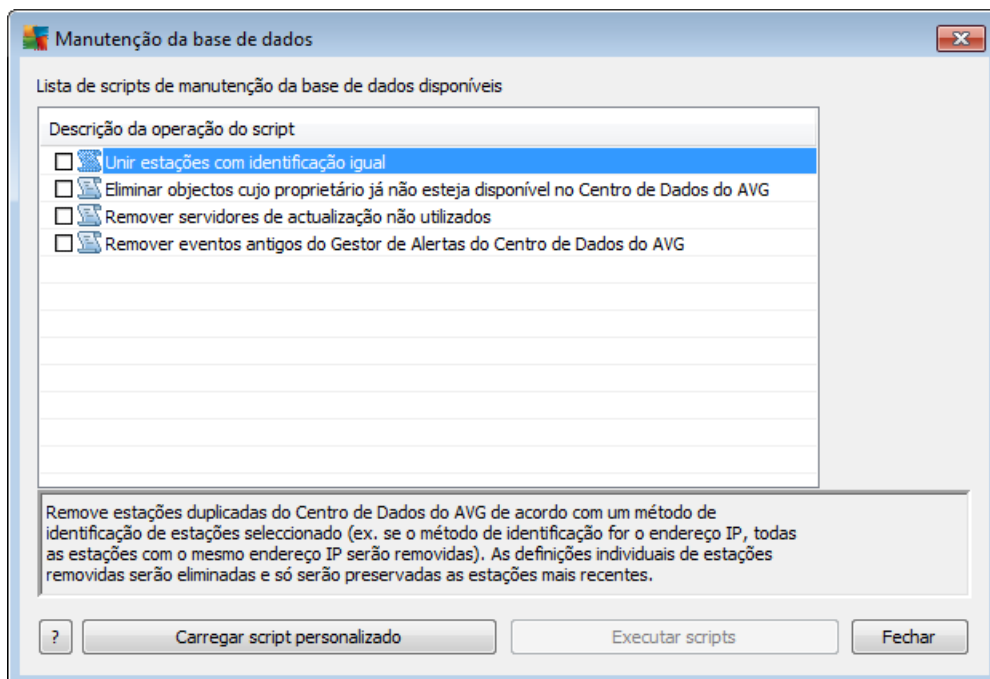 Manutenção da base de dados
Lista de scripts de manutenção da base de dados disponíveis
Descrição da operação do script
Unir estações com identificação igual
Eliminar objectos cujo proprietário já não esteja disponível no Centro de Dados do AVG
Remover servidores de actualização não utilizados
Remover eventos antigos do Gestor de Alertas do Centro de Dados do AVG
Remove estações duplicadas do Centro de Dados do AVG de acordo com um método de
identificação de estações seleccionado (ex. se o método de identificação for o endereço IP, todas
as estações com o mesmo endereço IP serão removidas). As definições individuais de estações
removidas serão eliminadas e só serão preservadas as estações mais recentes.
? Carregar script personalizado Executar scripts Fechar